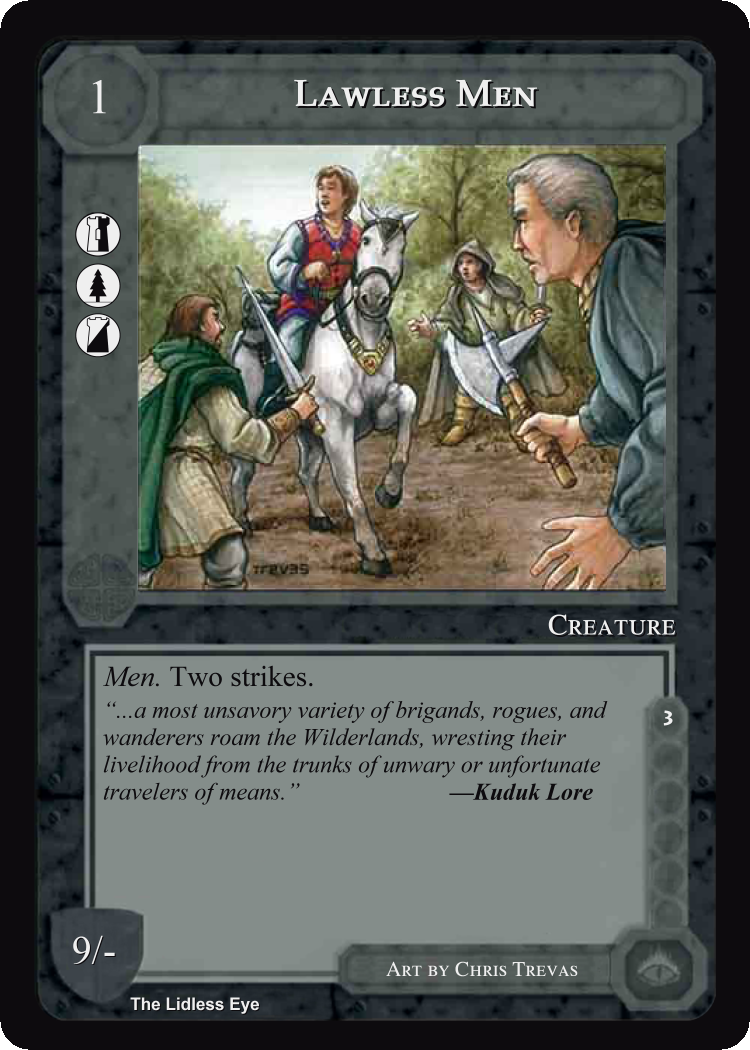 1
Lawless Men
TREVAS
Creature
Men. Two strikes.
“...a most unsavory variety of brigands, rogues, and
wanderers roam the Wilderlands, wresting their
livelihood from the trunks of unwary or unfortunate
travelers of means.” —Kuduk Lore
3
9/-
Art by Chris Trevas
The Lidless Eye